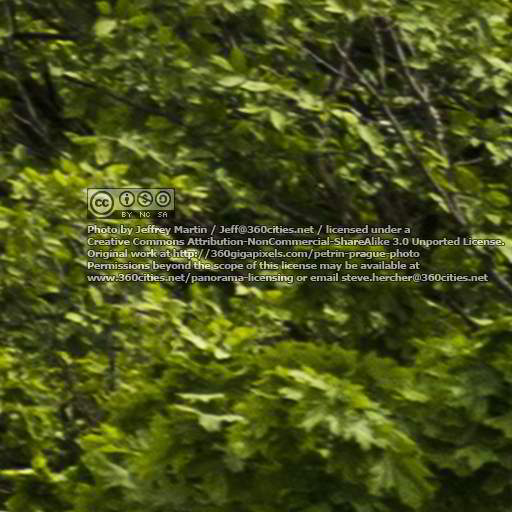 cc
BY NC SA
Photo by Jeffrey Martin / Jeff@360cities.net / licensed under a
Creative Commons Attribution-NonCommercial-ShareAlike 3.0 Unported License.
Original work at http://360gigapixels.com/petrin-prague-photo
Permissions beyond the scope of this license may be available at
www.360cities.net/panorama-licensing or email steve.hercher@360cities.net